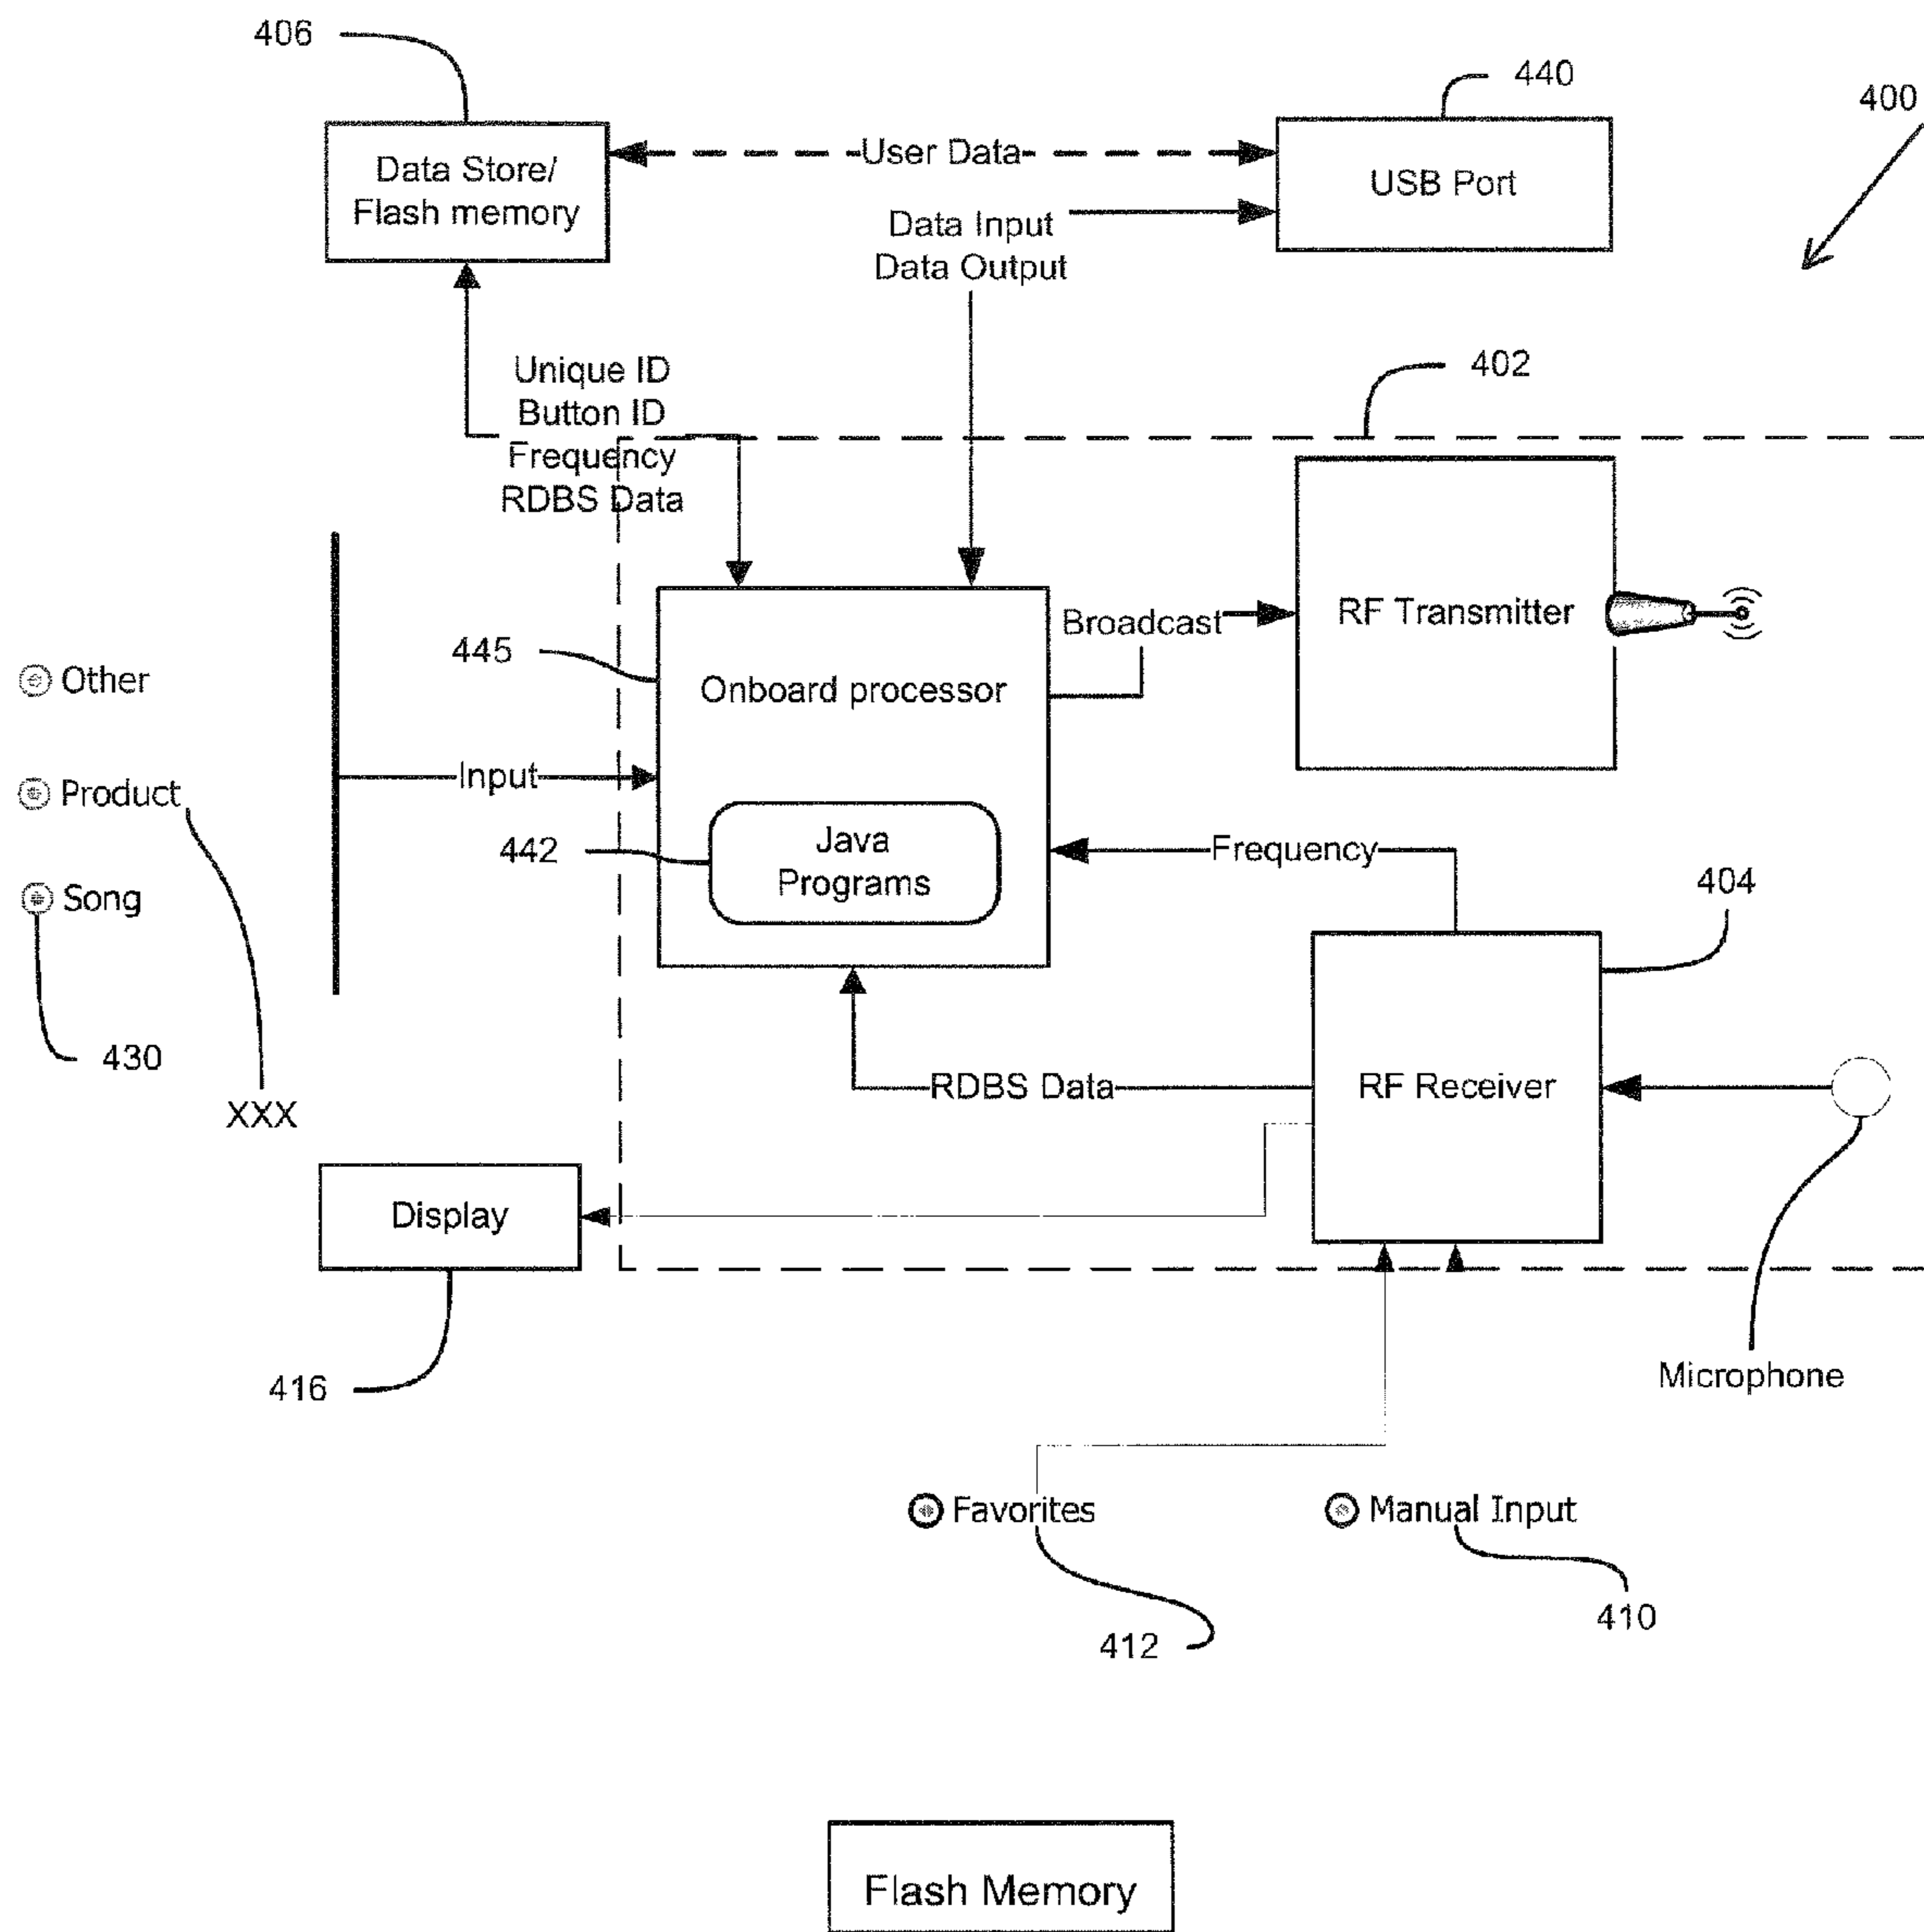 406
440
400
Data Store/
Flash memory
User Data
USB Port
Data Input
Data Output
Unique ID
Button ID
Frequency
RDBS Data
402
Broadcast
RF Transmitter
445
Onboard processor
Other
Input
Product
442
Java
Programs
Frequency
404
Song
430
XXX
RDBS Data
RF Receiver
Display
416
Microphone
Favorites
Manual Input
412
410
Flash Memory